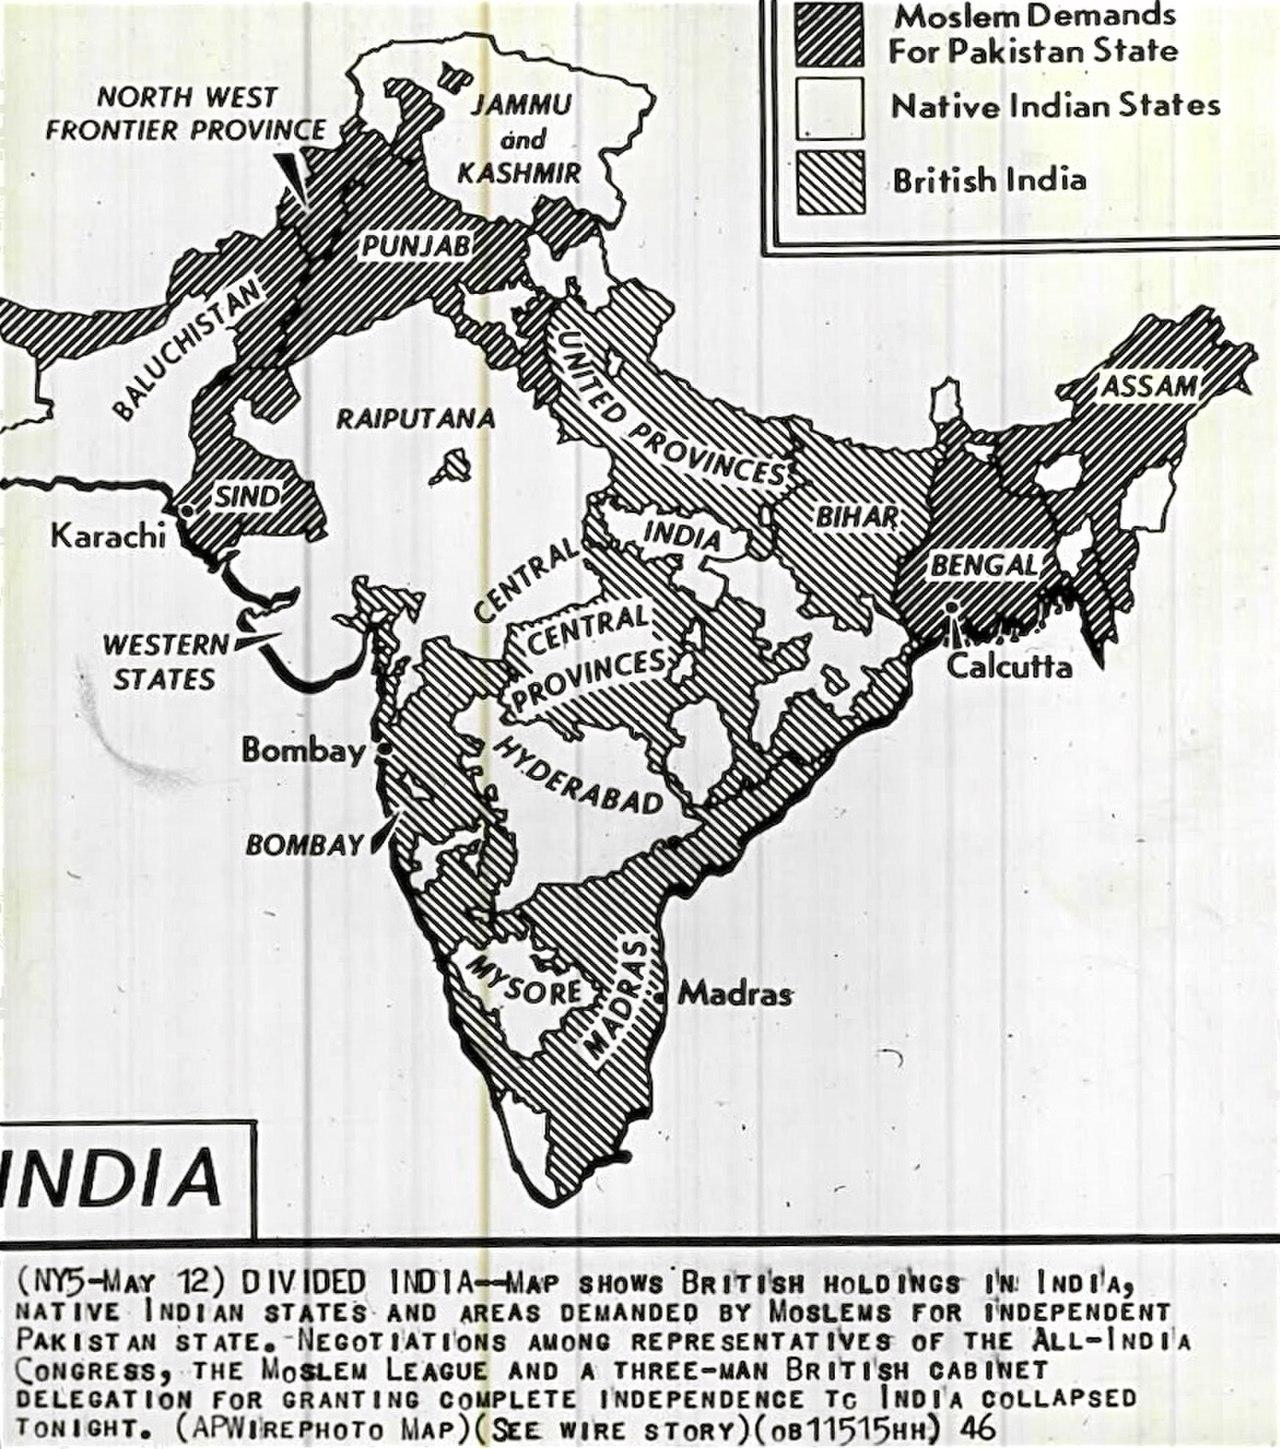 Moslem Demands
For Pakistan State
Native Indian States
British India
NORTH WEST
FRONTIER PROVINCE
JAMMU
and
KASHMIR
PUNJAB
BALUCHISTAN
RAIPUTANA
UNITED PROVINCES
ASSAM
SIND
Karachi
BIHAR
INDIA
CENTRAL
BENGAL
Calcutta
WESTERN
STATES
CENTRAL
PROVINCES
Bombay
HYDERABAD
BOMBAY
MYSORE
MADRAS
Madras
INDIA
(NY5-MAY 12) DIVIDED INDIA--MAP SHOWS BRITISH HOLDINGS IN INDIA,
NATIVE INDIAN STATES AND AREAS DEMANDED BY MOSLEMS FOR INDEPENDENT
PAKISTAN STATE. NEGOTIATIONS AMONG REPRESENTATIVES OF THE ALL-INDIA
CONGRESS, THE MOSLEM LEAGUE AND A THREE-MAN BRITISH CABINET
DELEGATION FOR GRANTING COMPLETE INDEPENDENCE TO INDIA COLLAPSED
TONIGHT. (APWIREPHOTO MAP)(SEE WIRE STORY)(OB11515HH) 46